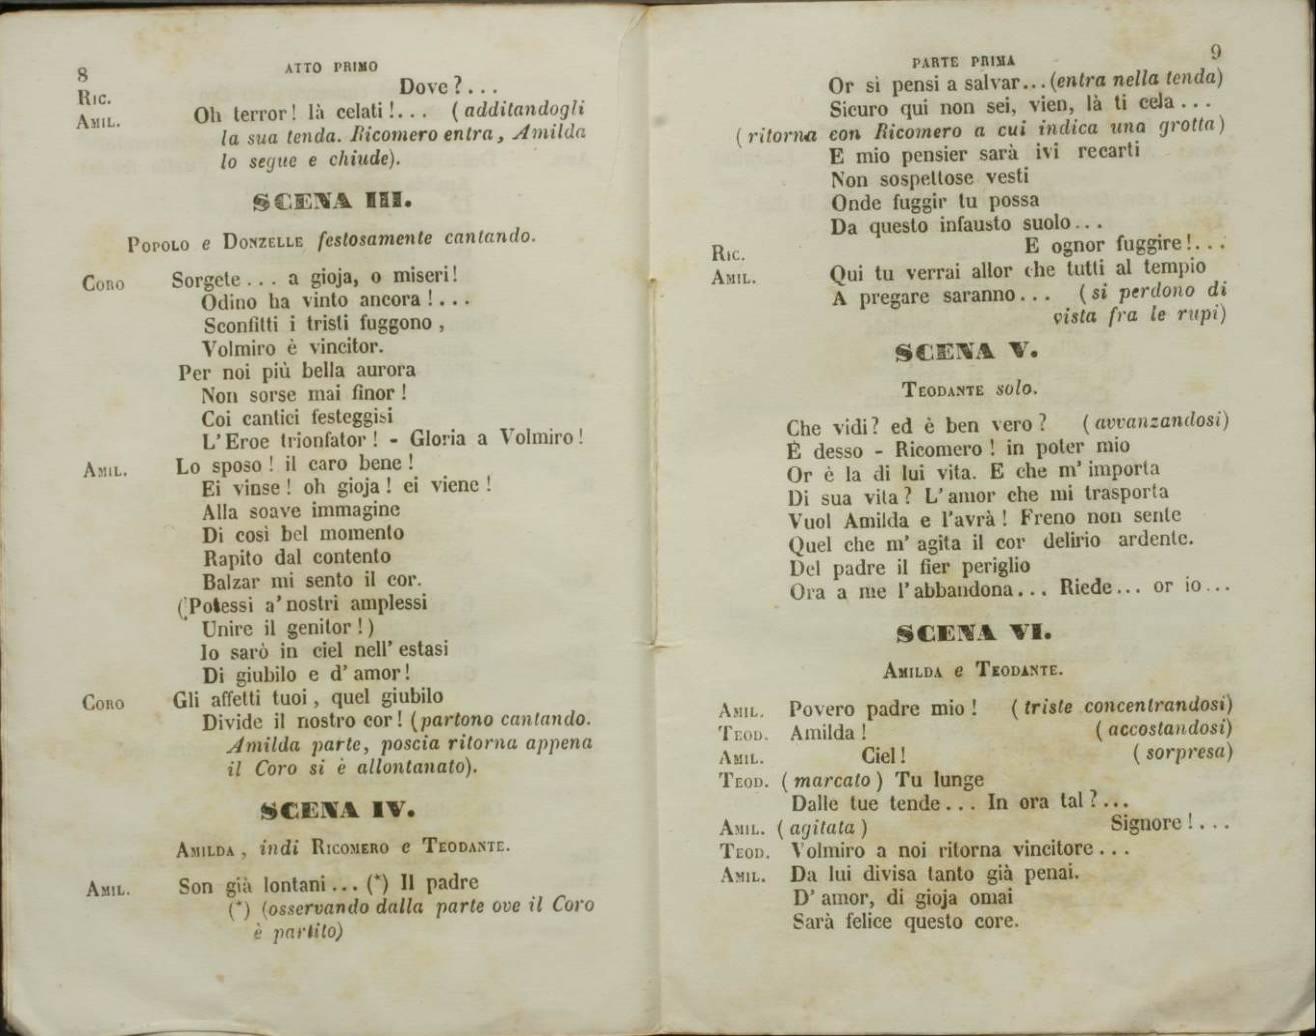 8
ATTO PRIMO
Ric. Dove?...
Amil. Oh terror! là celati!... (additandogli
la sua tenda. Ricomero entra, Amilda
lo segue e chiude).
SCENA III.
Popolo e Donzelle festosamente cantando.
Coro Sorgete... a gioja, o miseri!
Odino ha vinto ancora!...
Sconfitti i tristi fuggono,
Volmiro è vincitor.
Per noi più bella aurora
Non sorse mai finor!
Coi cantici festeggisi
L'Eroe trionfator! - Gloria a Volmiro!
Amil. Lo sposo! il caro bene!
Ei vinse! oh gioja! ei viene!
Alla soave immagine
Di così bel momento
Rapito dal contento
Balzar mi sento il cor.
(Potessi a' nostri amplessi
Unire il genitor!)
Io sarò in ciel nell' estasi
Di giubilo e d' amor!
Coro Gli affetti tuoi, quel giubilo
Divide il nostro cor! (partono cantando.
Amilda parte, poscia ritorna appena
il Coro si è allontanato).
SCENA IV.
Amilda, indi Ricomero e Teodante.
Amil. Son già lontani... (*) Il padre
(*) (osservando dalla parte ove il Coro
è partito)
PARTE PRIMA
9
Or si pensi a salvar... (entra nella tenda)
Sicuro qui non sei, vien, là ti cela...
(ritorna con Ricomero a cui indica una grotta)
E mio pensier sarà ivi recarti
Non sospettose vesti
Onde fuggir tu possa
Da questo infausto suolo...
Ric. E ognor fuggire!...
Amil. Qui tu verrai allor che tutti al tempio
A pregare saranno... (si perdono di
vista fra le rupi)
SCENA V.
Teodante solo.
Che vidi? ed è ben vero? (avvanzandosi)
È desso - Ricomero! in poter mio
Or è la di lui vita. E che m' importa
Di sua vita? L' amor che mi trasporta
Vuol Amilda e l'avrà! Freno non sente
Quel che m' agita il cor delirio ardente.
Del padre il fier periglio
Ora a me l' abbandona... Riede... or io...
SCENA VI.
Amilda e Teodante.
Amil. Povero padre mio! (triste concentrandosi)
Teod. Amilda! (accostandosi)
Amil. Ciel! (sorpresa)
Teod. (marcato) Tu lunge
Dalle tue tende... In ora tal?...
Amil. (agitata) Signore!...
Teod. Volmiro a noi ritorna vincitore...
Amil. Da lui divisa tanto già penai.
D' amor, di gioja omai
Sarà felice questo core.